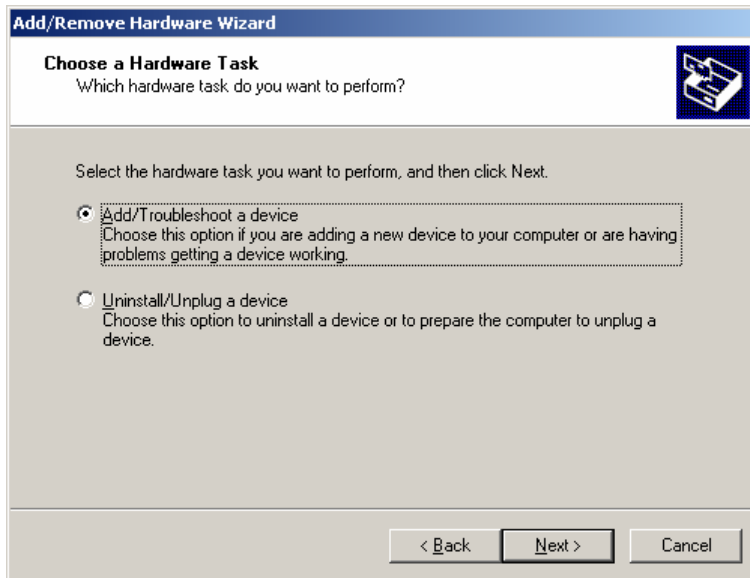 Add/Remove Hardware Wizard
Choose a Hardware Task
Which hardware task do you want to perform?
Select the hardware task you want to perform, and then click Next.
Add/Troubleshoot a device
Choose this option if you are adding a new device to your computer or are having
problems getting a device working.
Uninstall/Unplug a device
Choose this option to uninstall a device or to prepare the computer to unplug a
device.
< Back Next > Cancel